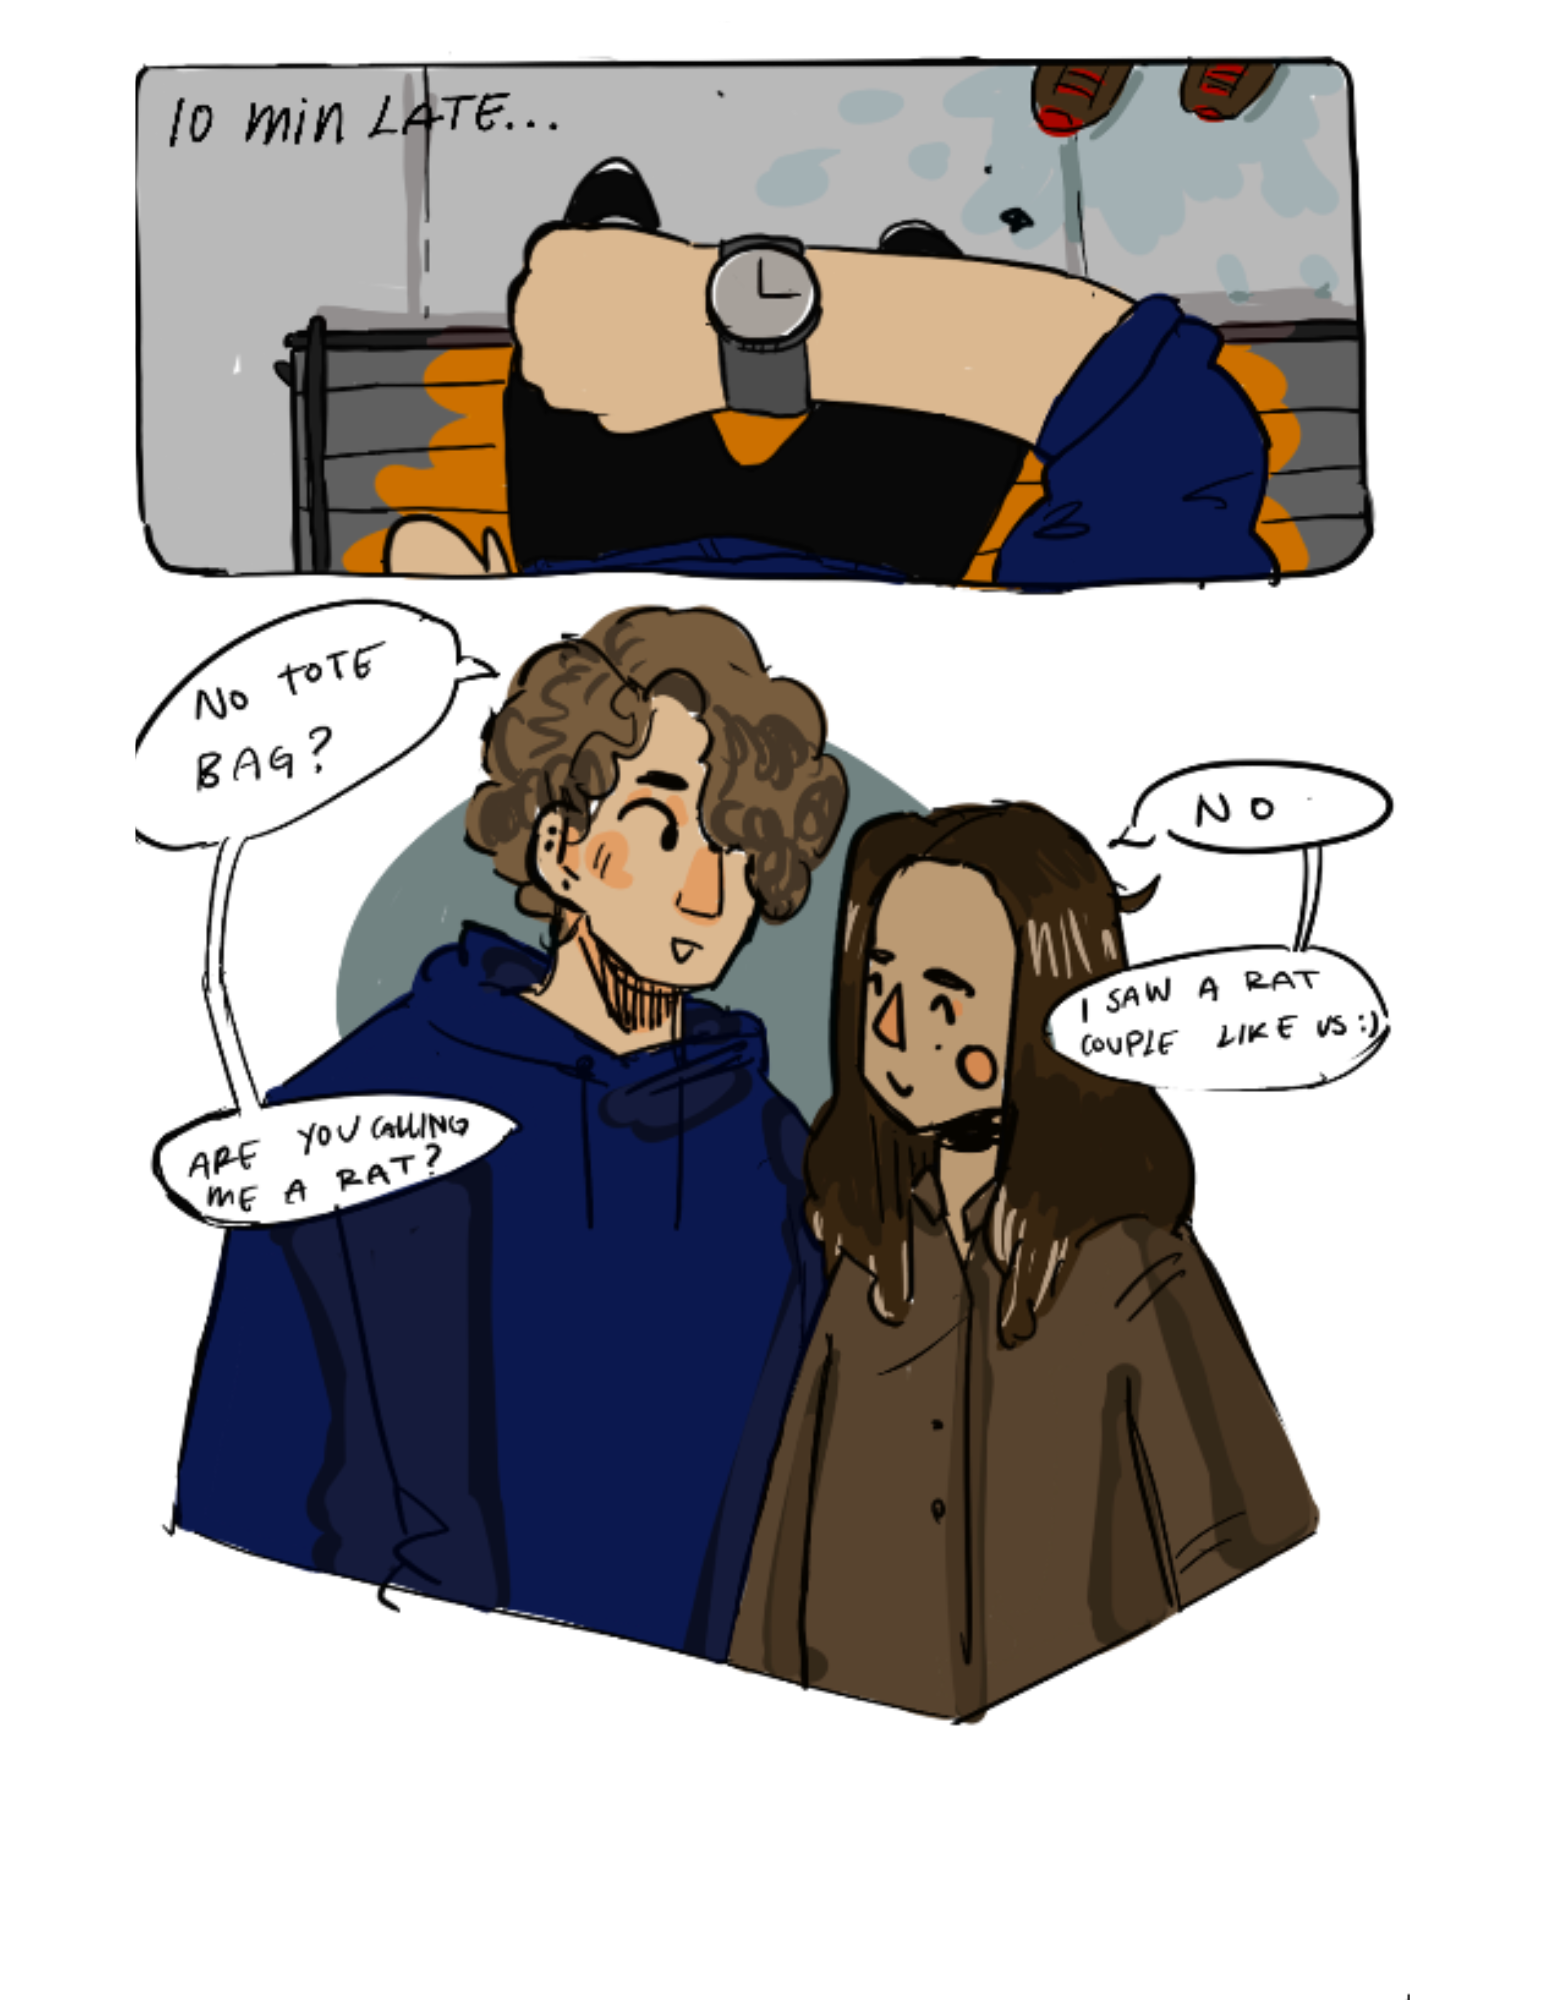 10 min LATE...
NO TOTE
BAG?
NO
I SAW A RAT
COUPLE LIKE US :)
ARE YOU CALLING
ME A RAT?